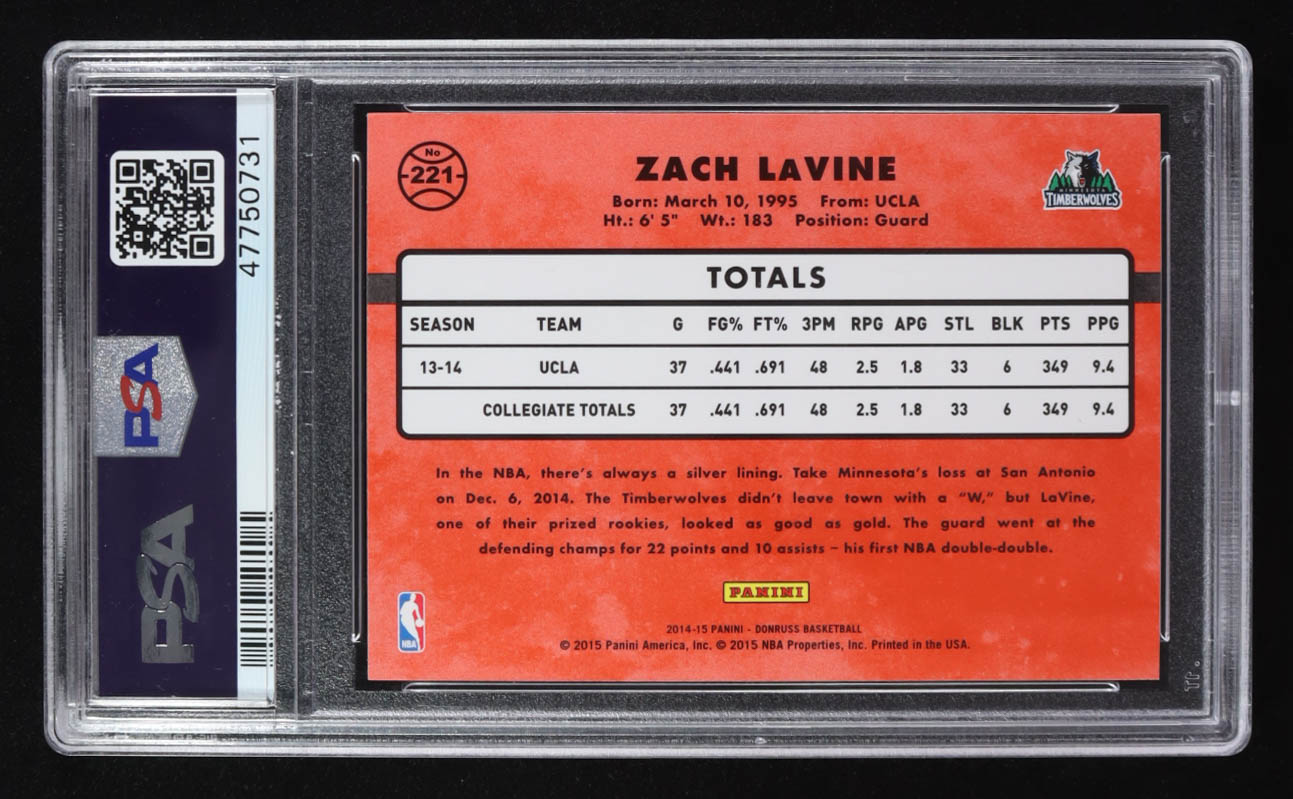 47750731
PSA
PSA
No
221
ZACH LAVINE
Born: March 10, 1995 From: UCLA
Ht.: 6' 5" Wt.: 183 Position: Guard
MINNESOTA
TIMBERWOLVES
TOTALS
SEASON TEAM G FG% FT% 3PM RPG APG STL BLK PTS PPG
13-14 UCLA 37 .441 .691 48 2.5 1.8 33 6 349 9.4
COLLEGIATE TOTALS 37 .441 .691 48 2.5 1.8 33 6 349 9.4
In the NBA, there's always a silver lining. Take Minnesota's loss at San Antonio
on Dec. 6, 2014. The Timberwolves didn't leave town with a "W," but LaVine,
one of their prized rookies, looked as good as gold. The guard went at the
defending champs for 22 points and 10 assists – his first NBA double-double.
PANINI
NBA
2014-15 PANINI - DONRUSS BASKETBALL
© 2015 Panini America, Inc. © 2015 NBA Properties, Inc. Printed in the USA.